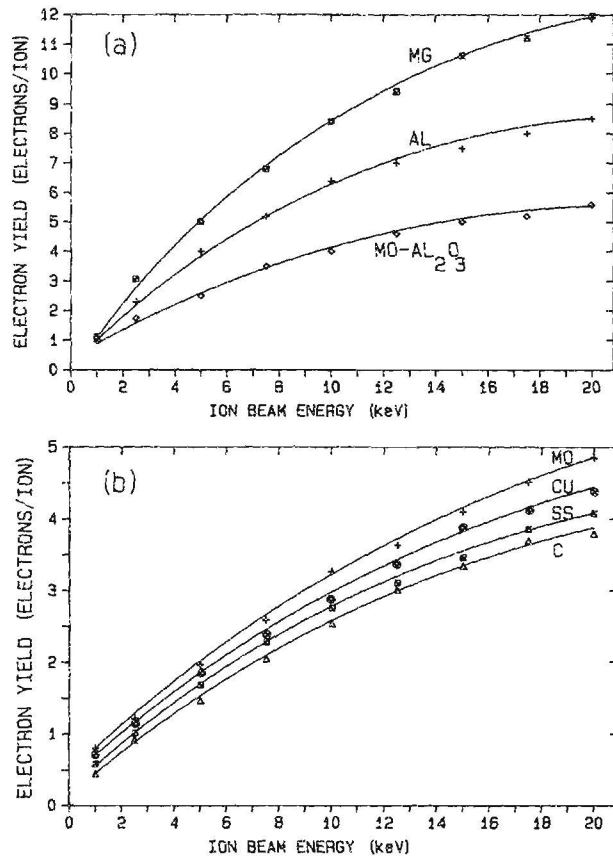 (a)
ELECTRON YIELD (ELECTRONS/ION)
12
11
10
9
8
7
6
5
4
3
2
1
0
MG
AL
MO-AL2O3
0 2 4 6 8 10 12 14 16 18 20
ION BEAM ENERGY (keV)
(b)
ELECTRON YIELD (ELECTRONS/ION)
5
4
3
2
1
0
MO
CU
SS
C
0 2 4 6 8 10 12 14 16 18 20
ION BEAM ENERGY (keV)